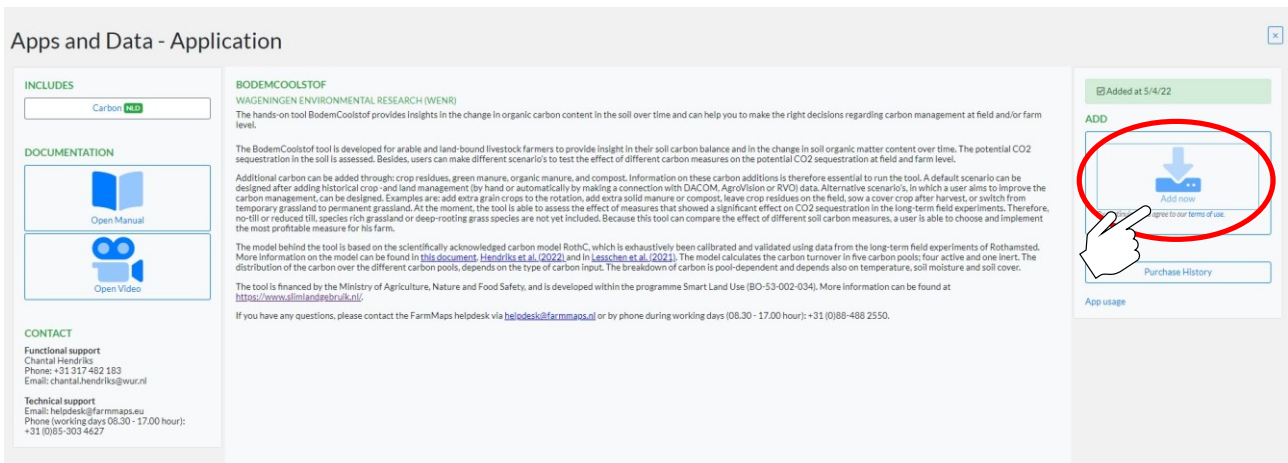 Apps and Data - Application
×
INCLUDES
Carbon NLD
DOCUMENTATION
Open Manual
Open Video
CONTACT
Functional support
Chantal Hendriks
Phone: +31 317 482 183
Email: chantal.hendriks@wur.nl
Technical support
Email: helpdesk@farmmaps.eu
Phone (working days 08.30 - 17.00 hour):
+31 (0)85-303 4627
BODEMCOOLSTOF
WAGENINGEN ENVIRONMENTAL RESEARCH (WENR)
The hands-on tool BodemCoolstof provides insights in the change in organic carbon content in the soil over time and can help you to make the right decisions regarding carbon management at field and/or farm
level.
The BodemCoolstof tool is developed for arable and land-bound livestock farmers to provide insight in their soil carbon balance and in the change in soil organic matter content over time. The potential CO2
sequestration in the soil is assessed. Besides, users can make different scenario's to test the effect of different carbon measures on the potential CO2 sequestration at field and farm level.
Additional carbon can be added through: crop residues, green manure, organic manure, and compost. Information on these carbon additions is therefore essential to run the tool. A default scenario can be
designed after adding historical crop -and land management (by hand or automatically by making a connection with DACOM, AgroVision or RVO) data. Alternative scenario's, in which a user aims to improve the
carbon management, can be designed. Examples are: add extra grain crops to the rotation, add extra solid manure or compost, leave crop residues on the field, sow a cover crop after harvest, or switch from
temporary grassland to permanent grassland. At the moment, the tool is able to assess the effect of measures that showed a significant effect on CO2 sequestration in the long-term field experiments. Therefore,
no-till or reduced till, species rich grassland or deep-rooting grass species are not yet included. Because this tool can compare the effect of different soil carbon measures, a user is able to choose and implement
the most profitable measure for his farm.
The model behind the tool is based on the scientifically acknowledged carbon model RothC, which is exhaustively been calibrated and validated using data from the long-term field experiments of Rothamsted.
More information on the model can be found in this document, Hendriks et al. (2022) and in Lesschen et al. (2021). The model calculates the carbon turnover in five carbon pools; four active and one inert. The
distribution of the carbon over the different carbon pools, depends on the type of carbon input. The breakdown of carbon is pool-dependent and depends also on temperature, soil moisture and soil cover.
The tool is financed by the Ministry of Agriculture, Nature and Food Safety, and is developed within the programme Smart Land Use (BO-53-002-034). More information can be found at
https://www.slimlandgebruik.nl/.
If you have any questions, please contact the FarmMaps helpdesk via helpdesk@farmmaps.nl or by phone during working days (08.30 - 17.00 hour): +31 (0)88-488 2550.
Added at 5/4/22
ADD
Add now
agree to our terms of use.
Purchase History
App usage